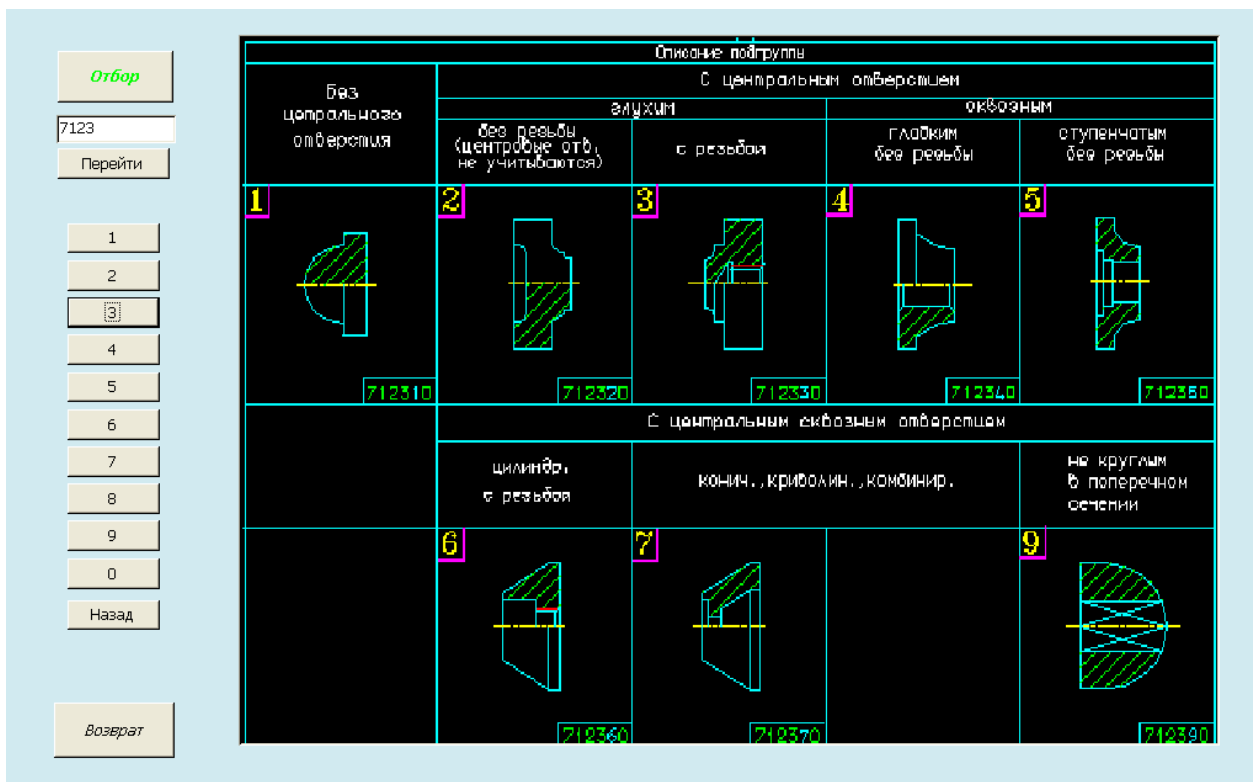 Отбор
7123
Перейти
1
2
3
4
5
6
7
8
9
0
Назад
Возврат
Описание подгруппы
Без
центрального
отверстия
С центральным отверстием
глухим
сквозным
без резьбы
(центровые отв.
не учитываются)
с резьбой
гладким
без резьбы
ступенчатым
без резьбы
1
2
3
4
5
712310
712320
712330
712340
712350
С центральным сквозным отверстием
цилиндр.
с резьбой
конич.,криволин.,комбинир.
не круглым
в поперечном
сечении
6
7
9
712360
712370
712390